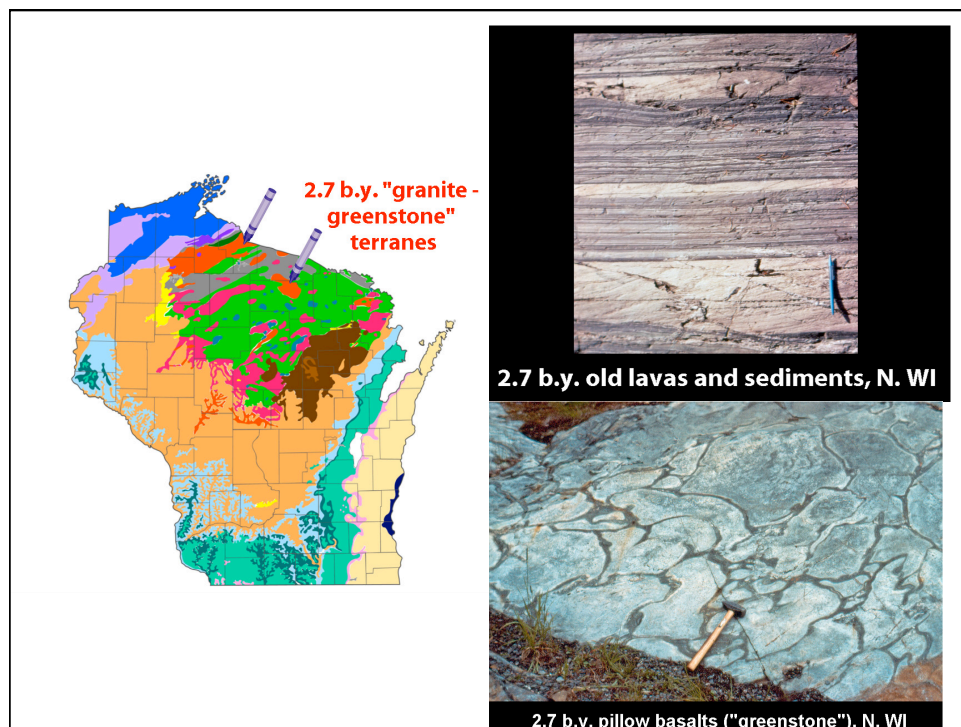 2.7 b.y. "granite -
greenstone"
terranes
2.7 b.y. old lavas and sediments, N. WI
2.7 b.y. pillow basalts ("greenstone"), N. WI